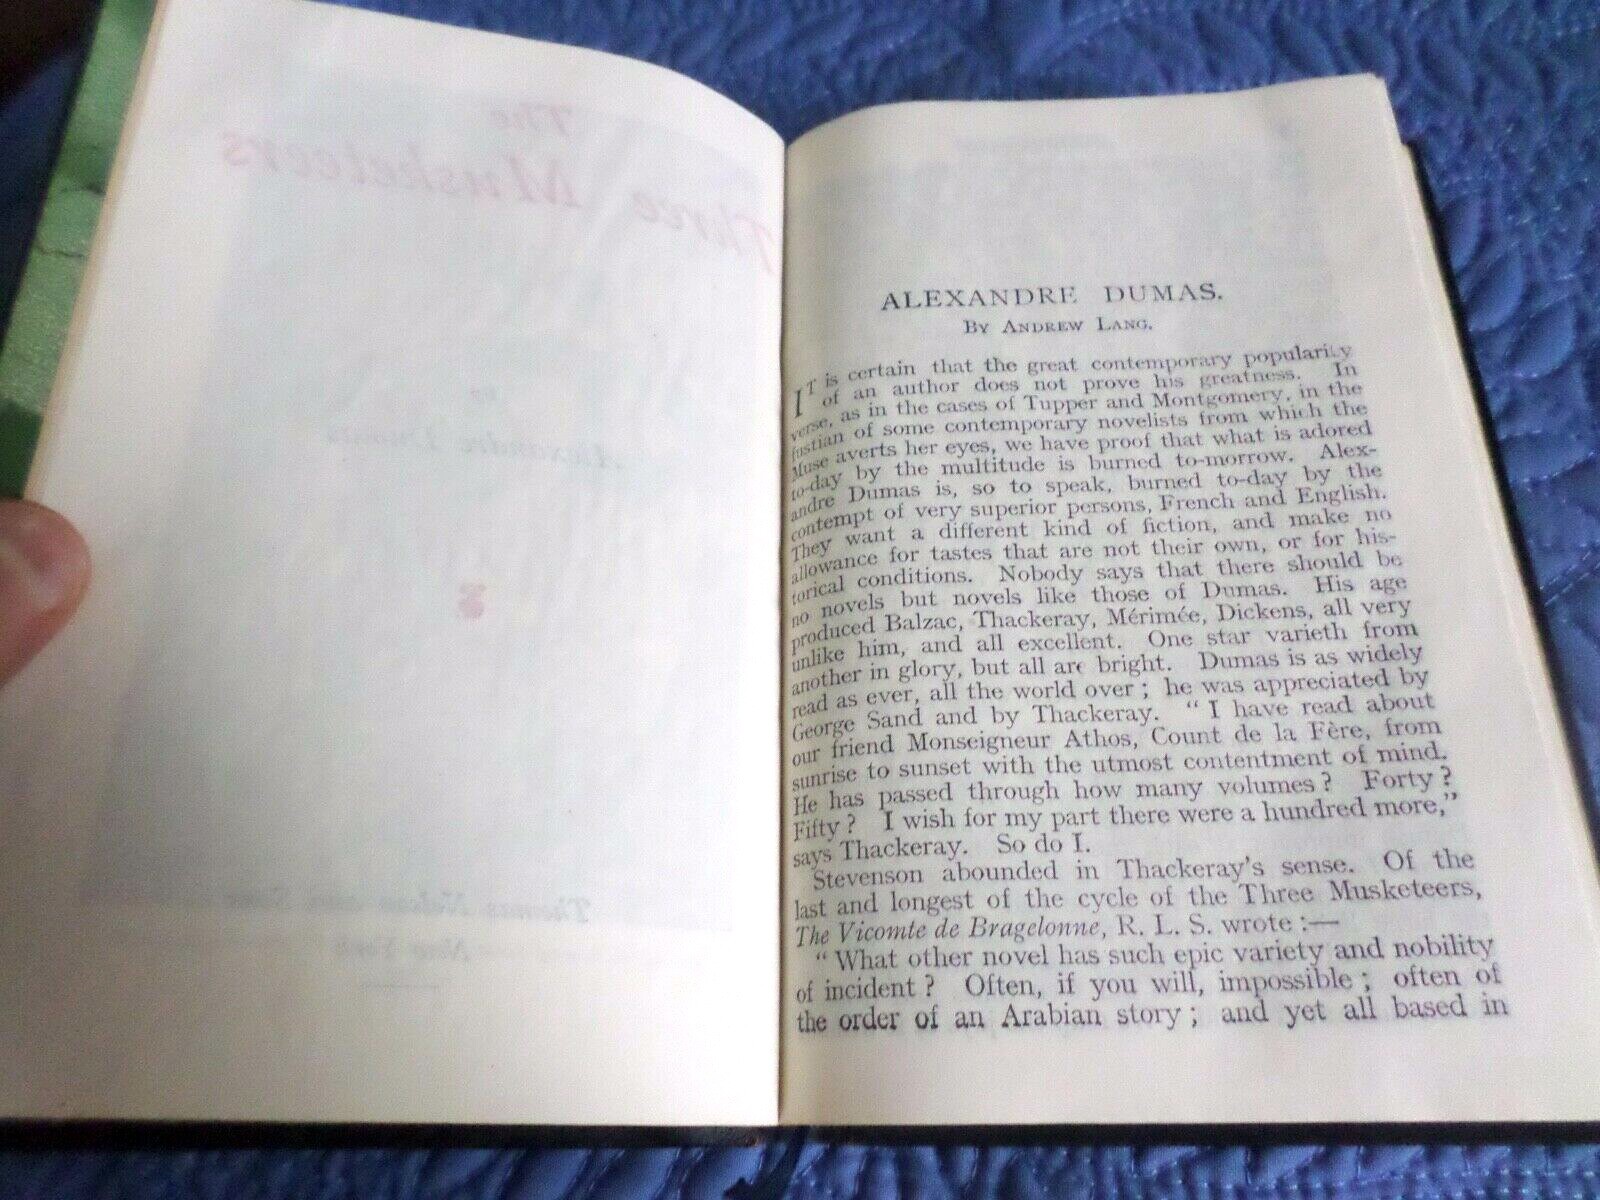 The
Three Musketeers
BY
Alexandre Dumas
Thomas Nelson and Sons
New York
ALEXANDRE DUMAS.
BY ANDREW LANG.
IT is certain that the great contemporary popularity
of an author does not prove his greatness. In
verse, as in the cases of Tupper and Montgomery, in the
fustian of some contemporary novelists from which the
Muse averts her eyes, we have proof that what is adored
to-day by the multitude is burned to-morrow. Alex-
andre Dumas is, so to speak, burned to-day by the
contempt of very superior persons, French and English.
They want a different kind of fiction, and make no
allowance for tastes that are not their own, or for his-
torical conditions. Nobody says that there should be
no novels but novels like those of Dumas. His age
produced Balzac, Thackeray, Mérimée, Dickens, all very
unlike him, and all excellent. One star varieth from
another in glory, but all are bright. Dumas is as widely
read as ever, all the world over ; he was appreciated by
George Sand and by Thackeray. “ I have read about
our friend Monseigneur Athos, Count de la Fère, from
sunrise to sunset with the utmost contentment of mind.
He has passed through how many volumes ? Forty ?
Fifty ? I wish for my part there were a hundred more,”
says Thackeray. So do I.
Stevenson abounded in Thackeray's sense. Of the
last and longest of the cycle of the Three Musketeers,
The Vicomte de Bragelonne, R. L. S. wrote :—
“ What other novel has such epic variety and nobility
of incident ? Often, if you will, impossible ; often of
the order of an Arabian story ; and yet all based in